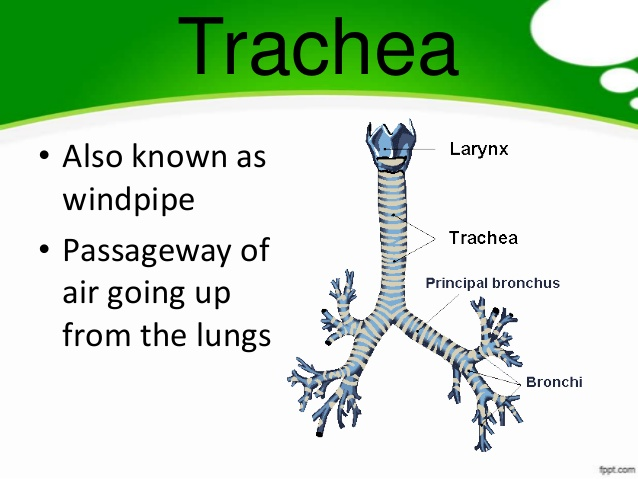 Trachea
• Also known as
windpipe
• Passageway of
air going up
from the lungs
Larynx
Trachea
Principal bronchus
Bronchi
fppt.com